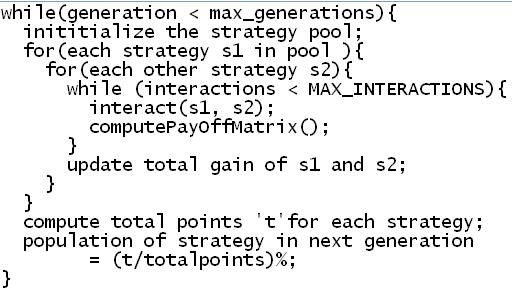 while(generation < max_generations){
inititialize the strategy pool;
for(each strategy s1 in pool ){
for(each other strategy s2){
while (interactions < MAX_INTERACTIONS){
interact(s1, s2);
computePayOffMatrix();
}
update total gain of s1 and s2;
}
}
compute total points 't'for each strategy;
population of strategy in next generation
= (t/totalpoints)%;
}